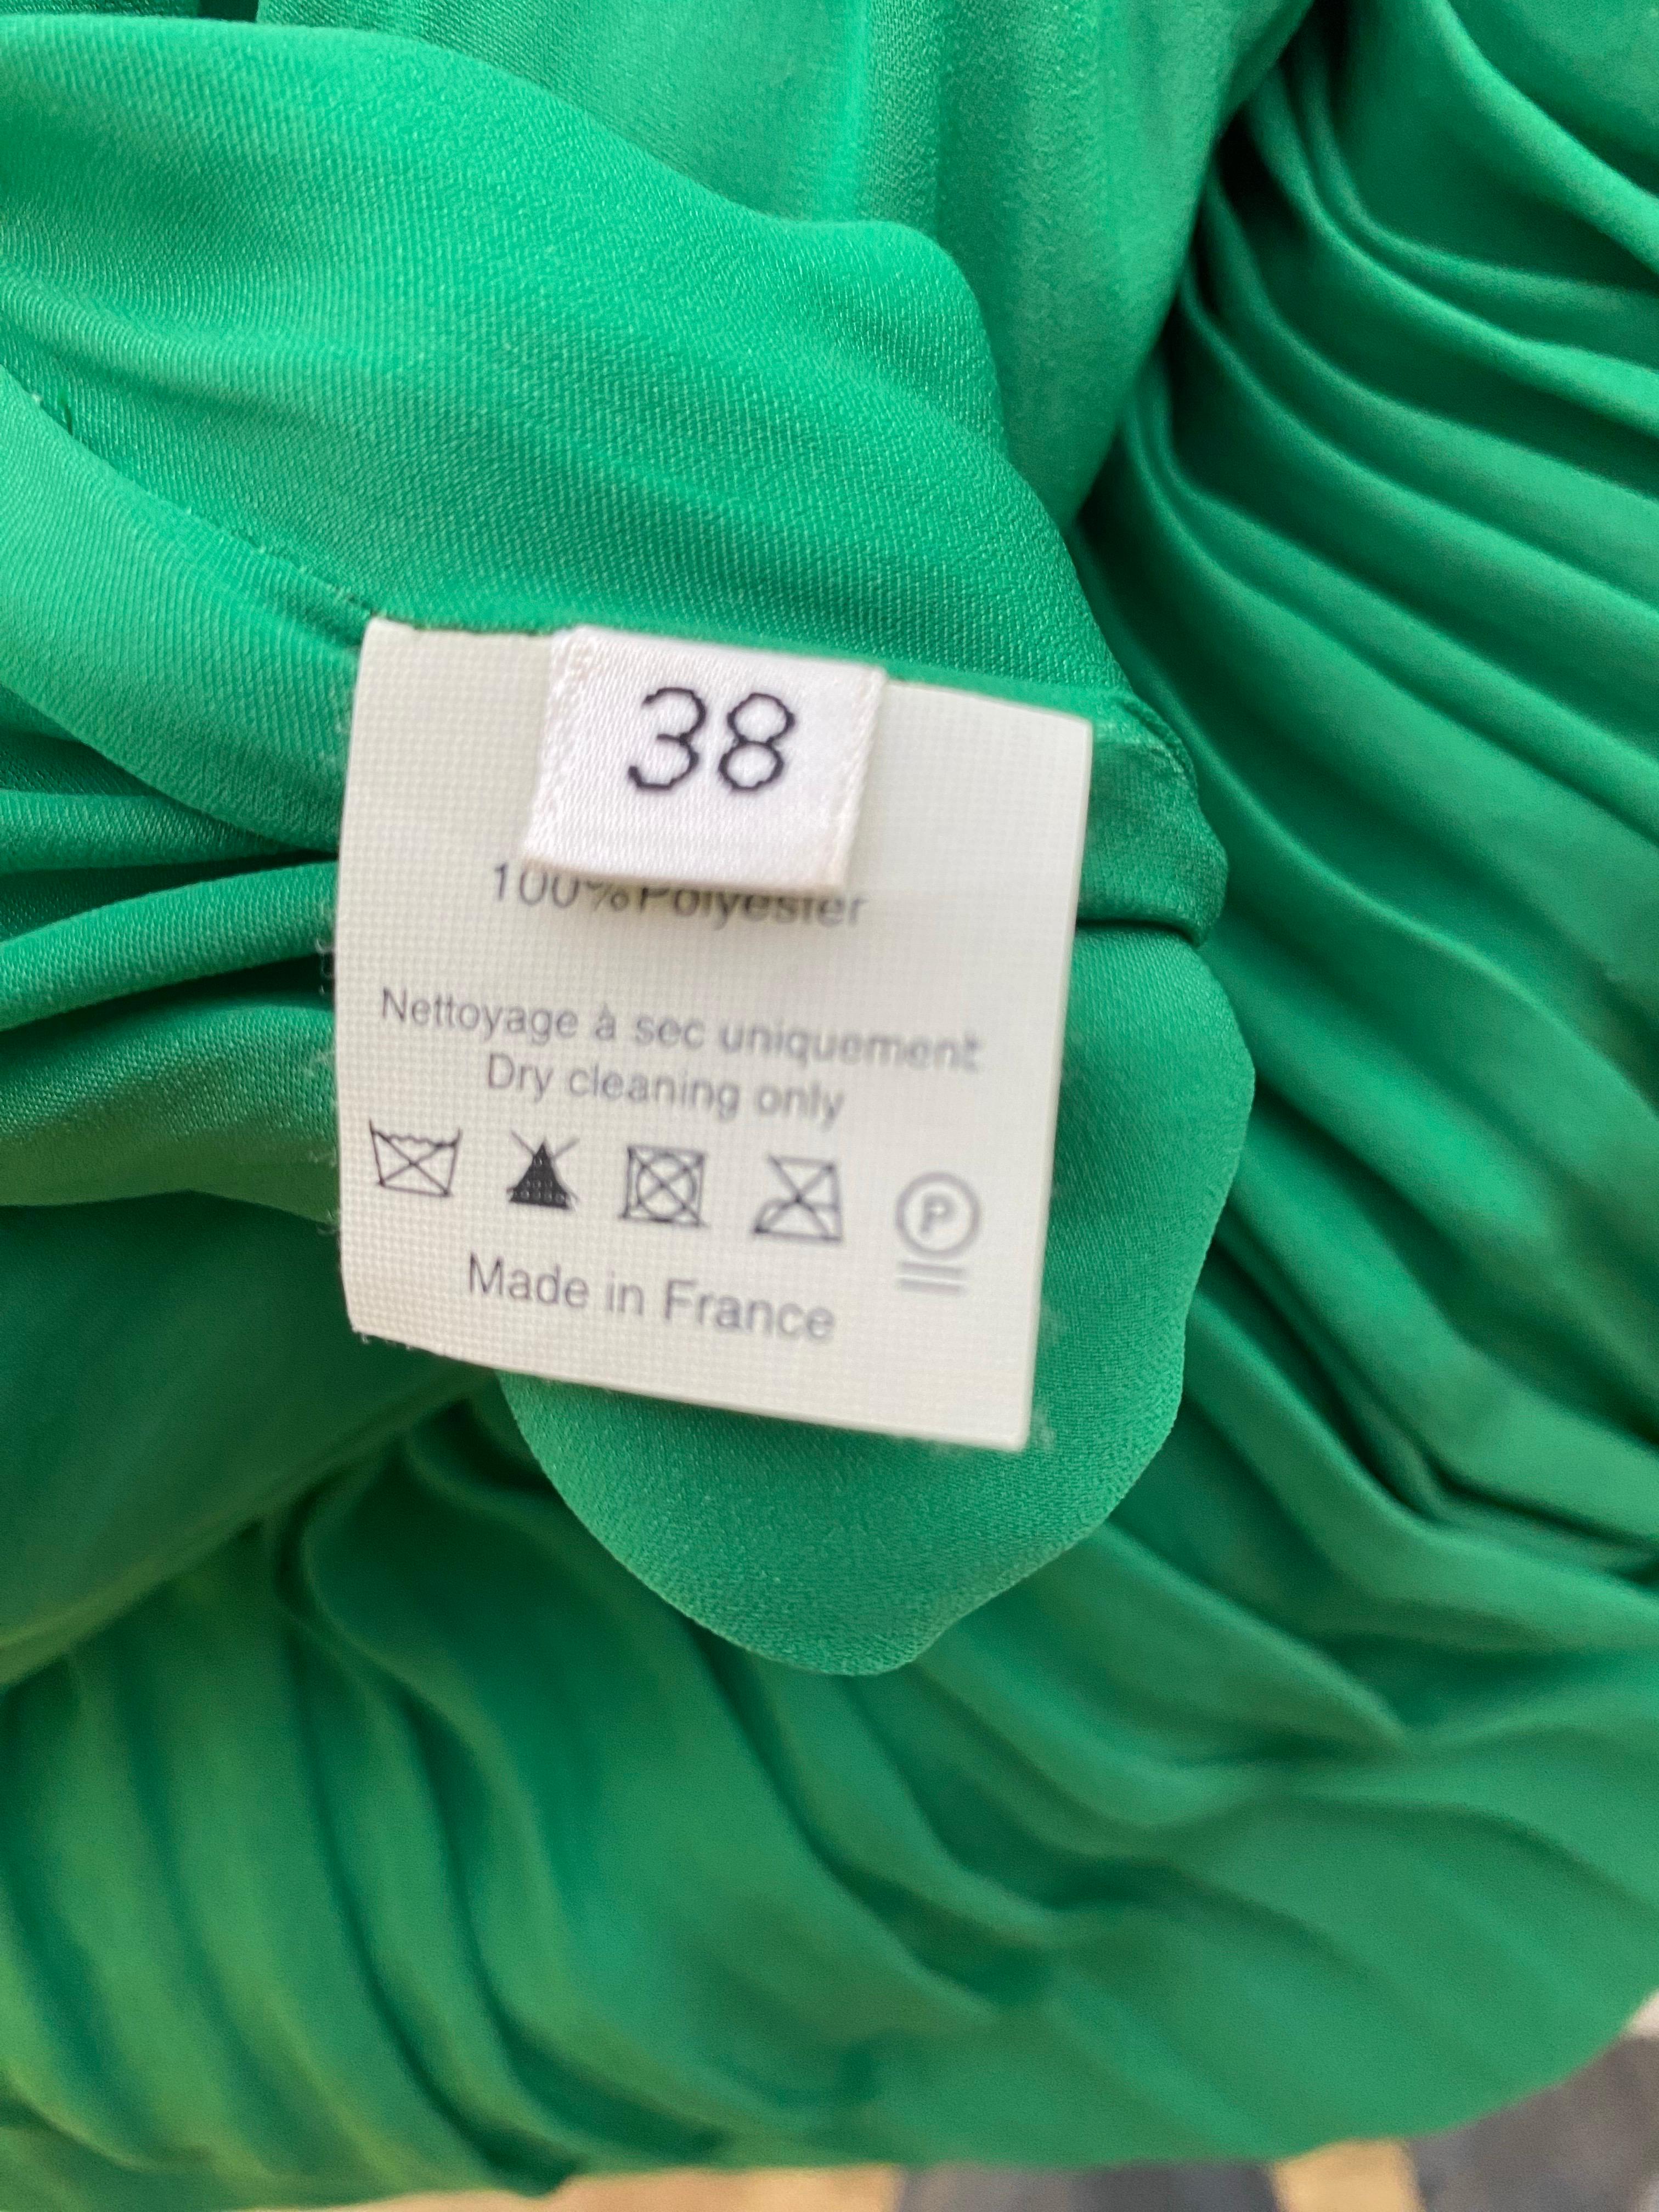 38
100% Polyester
Nettoyage à sec uniquement
Dry cleaning only
P
Made in France